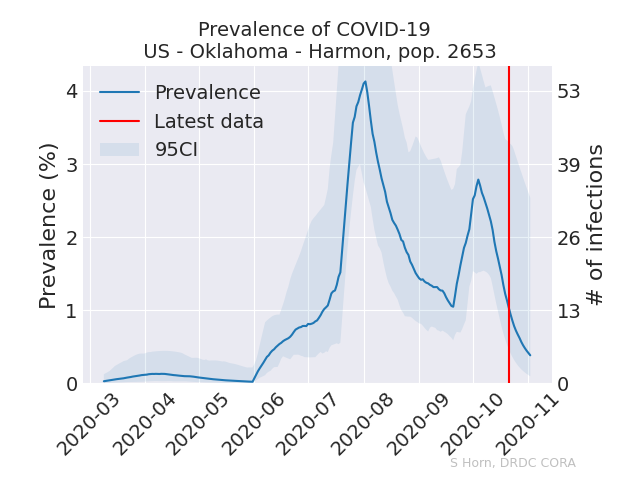 Prevalence of COVID-19
US - Oklahoma - Harmon, pop. 2653
Prevalence (%)
4
3
2
1
0
Prevalence
Latest data
95CI
53
39
26
13
0
# of infections
2020-03
2020-04
2020-05
2020-06
2020-07
2020-08
2020-09
2020-10
2020-11
S Horn, DRDC CORA